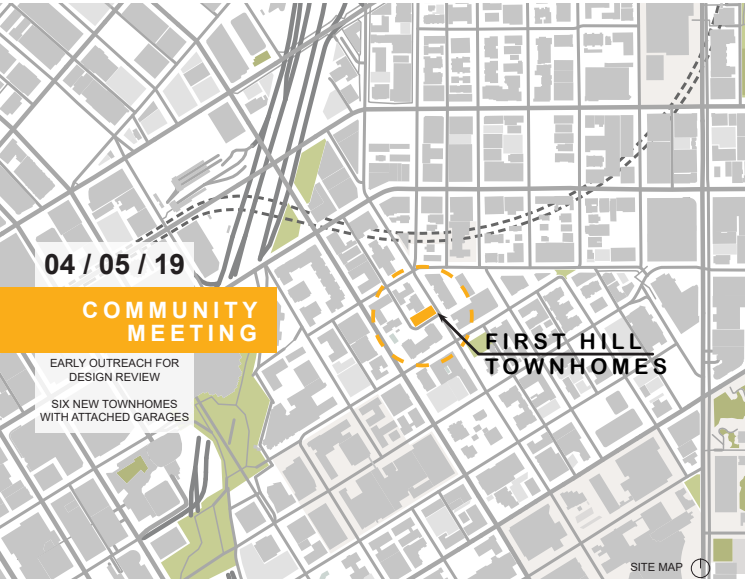 04 / 05 / 19
COMMUNITY
MEETING
EARLY OUTREACH FOR
DESIGN REVIEW
SIX NEW TOWNHOMES
WITH ATTACHED GARAGES
FIRST HILL
TOWNHOMES
SITE MAP